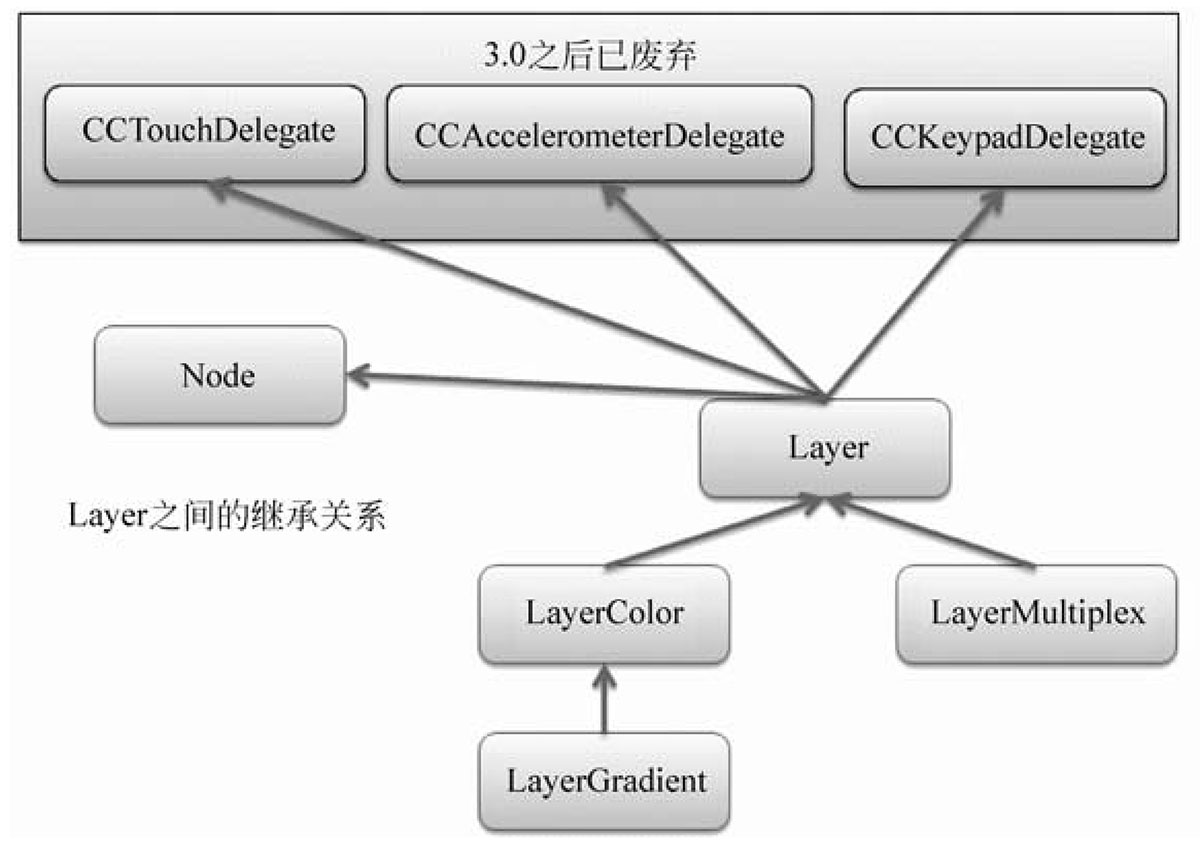 3.0之后已废弃
CCTouchDelegate
CCAccelerometerDelegate
CCKeypadDelegate
Node
Layer
Layer之间的继承关系
LayerColor
LayerMultiplex
LayerGradient